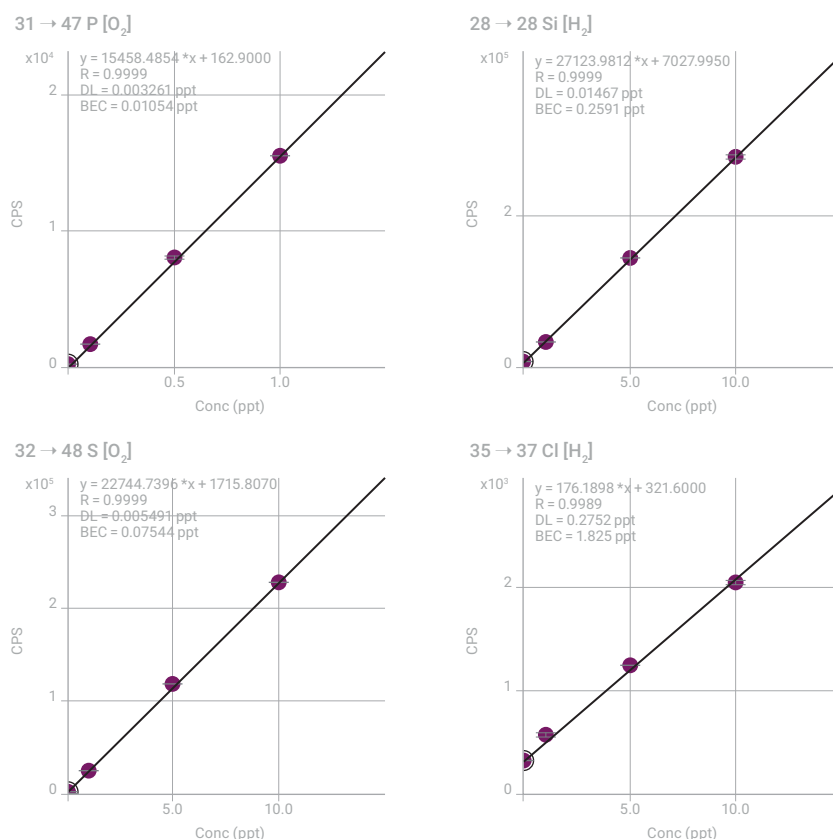 31 → 47 P [O₂]
x10⁴
y = 15458.4854 *x + 162.9000
R = 0.9999
DL = 0.003261 ppt
BEC = 0.01054 ppt
2
1
0
CPS
0.5
1.0
Conc (ppt)
28 → 28 Si [H₂]
x10⁵
y = 27123.9812 *x + 7027.9950
R = 0.9999
DL = 0.01467 ppt
BEC = 0.2591 ppt
2
0
CPS
5.0
10.0
Conc (ppt)
32 → 48 S [O₂]
x10⁵
y = 22744.7396 *x + 1715.8070
R = 0.9999
DL = 0.005491 ppt
BEC = 0.07544 ppt
3
2
1
0
CPS
5.0
10.0
Conc (ppt)
35 → 37 Cl [H₂]
x10³
y = 176.1898 *x + 321.6000
R = 0.9989
DL = 0.2752 ppt
BEC = 1.825 ppt
2
1
0
CPS
5.0
10.0
Conc (ppt)